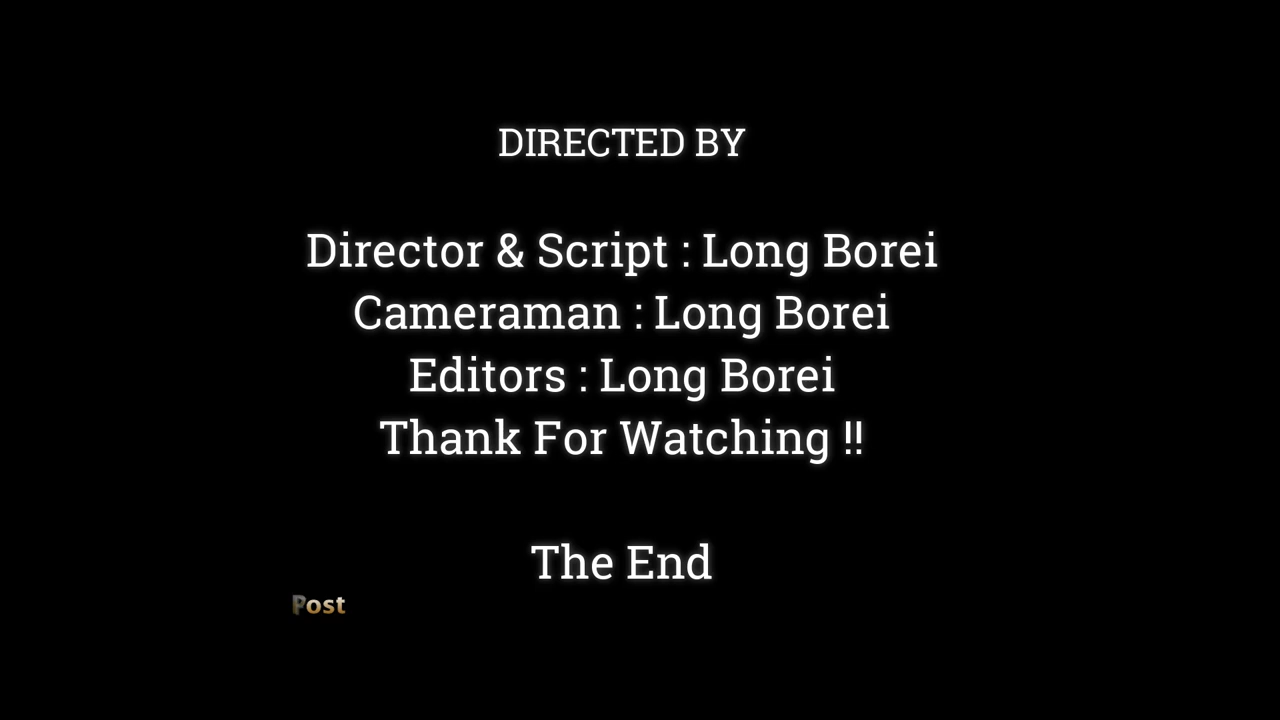 DIRECTED BY
Director & Script : Long Borei
Cameraman : Long Borei
Editors : Long Borei
Thank For Watching !!
The End
Post